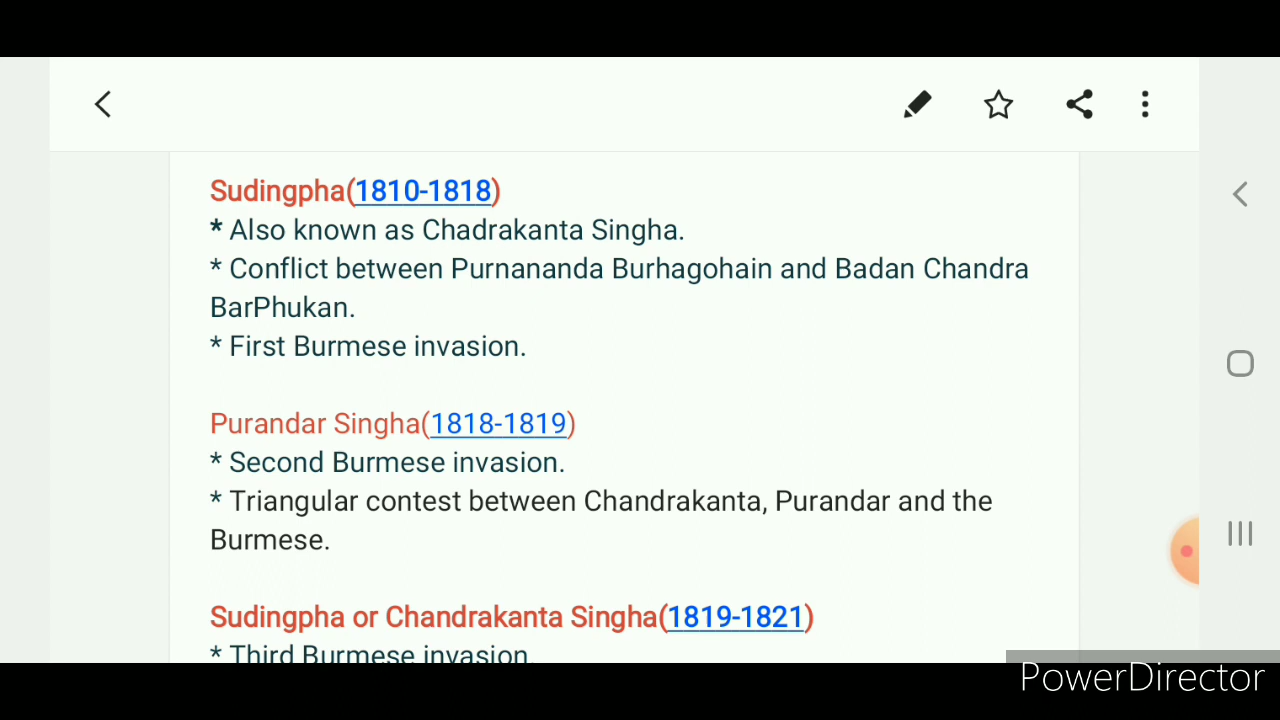 Sudingpha(1810-1818)
* Also known as Chadrakanta Singha.
* Conflict between Purnananda Burhagohain and Badan Chandra
BarPhukan.
* First Burmese invasion.
Purandar Singha(1818-1819)
* Second Burmese invasion.
* Triangular contest between Chandrakanta, Purandar and the
Burmese.
Sudingpha or Chandrakanta Singha(1819-1821)
* Third Burmese invasion.
PowerDirector